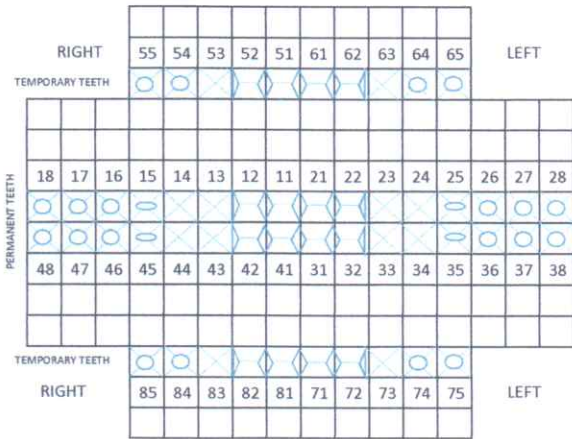 RIGHT 55 54 53 52 51 61 62 63 64 65 LEFT
TEMPORARY TEETH
PERMANENT TEETH
18 17 16 15 14 13 12 11 21 22 23 24 25 26 27 28
48 47 46 45 44 43 42 41 31 32 33 34 35 36 37 38
TEMPORARY TEETH
RIGHT 85 84 83 82 81 71 72 73 74 75 LEFT